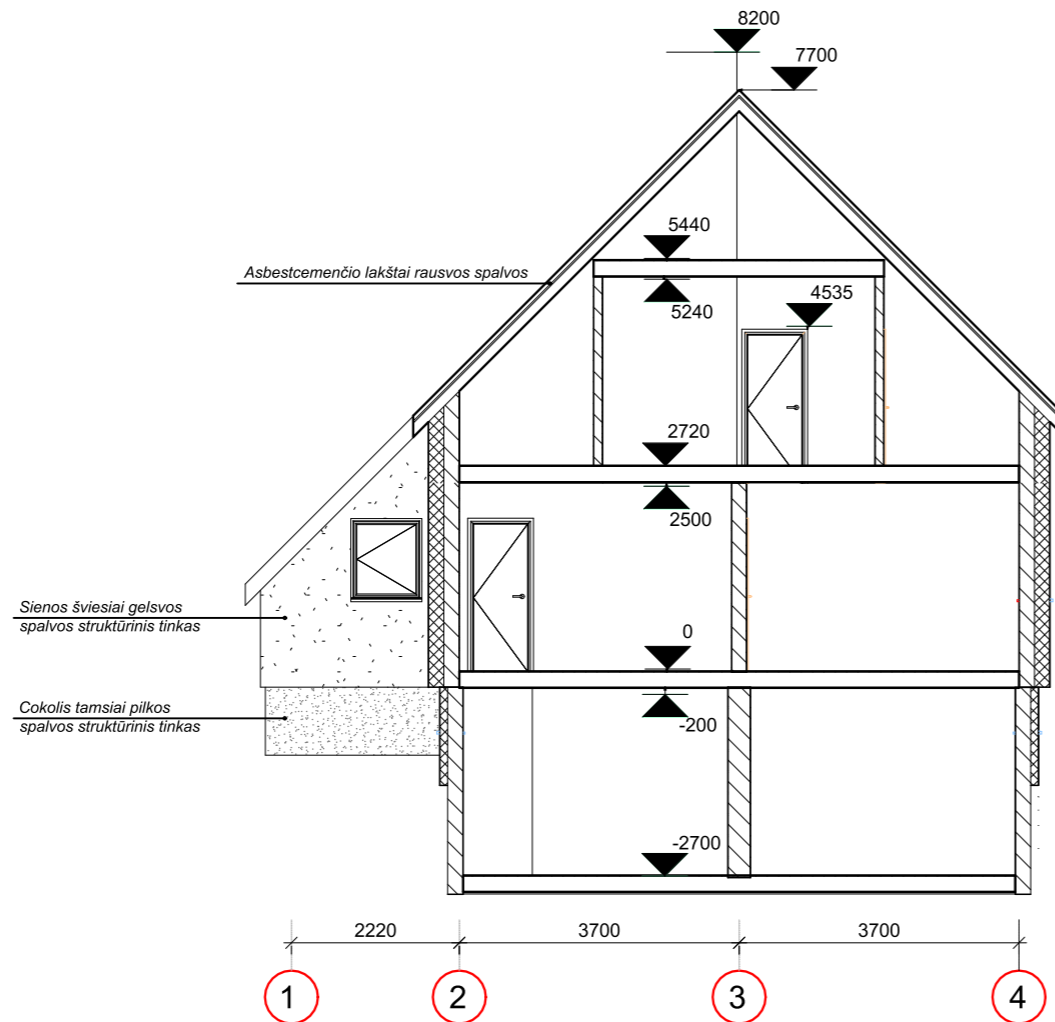 8200
7700
5440
Asbestcemenčio lakštai rausvos spalvos
5240
4535
2720
2500
Sienos šviesiai gelsvos
spalvos struktūrinis tinkas
0
Cokolis tamsiai pilkos
spalvos struktūrinis tinkas
-200
-2700
2220 3700 3700
1 2 3 4